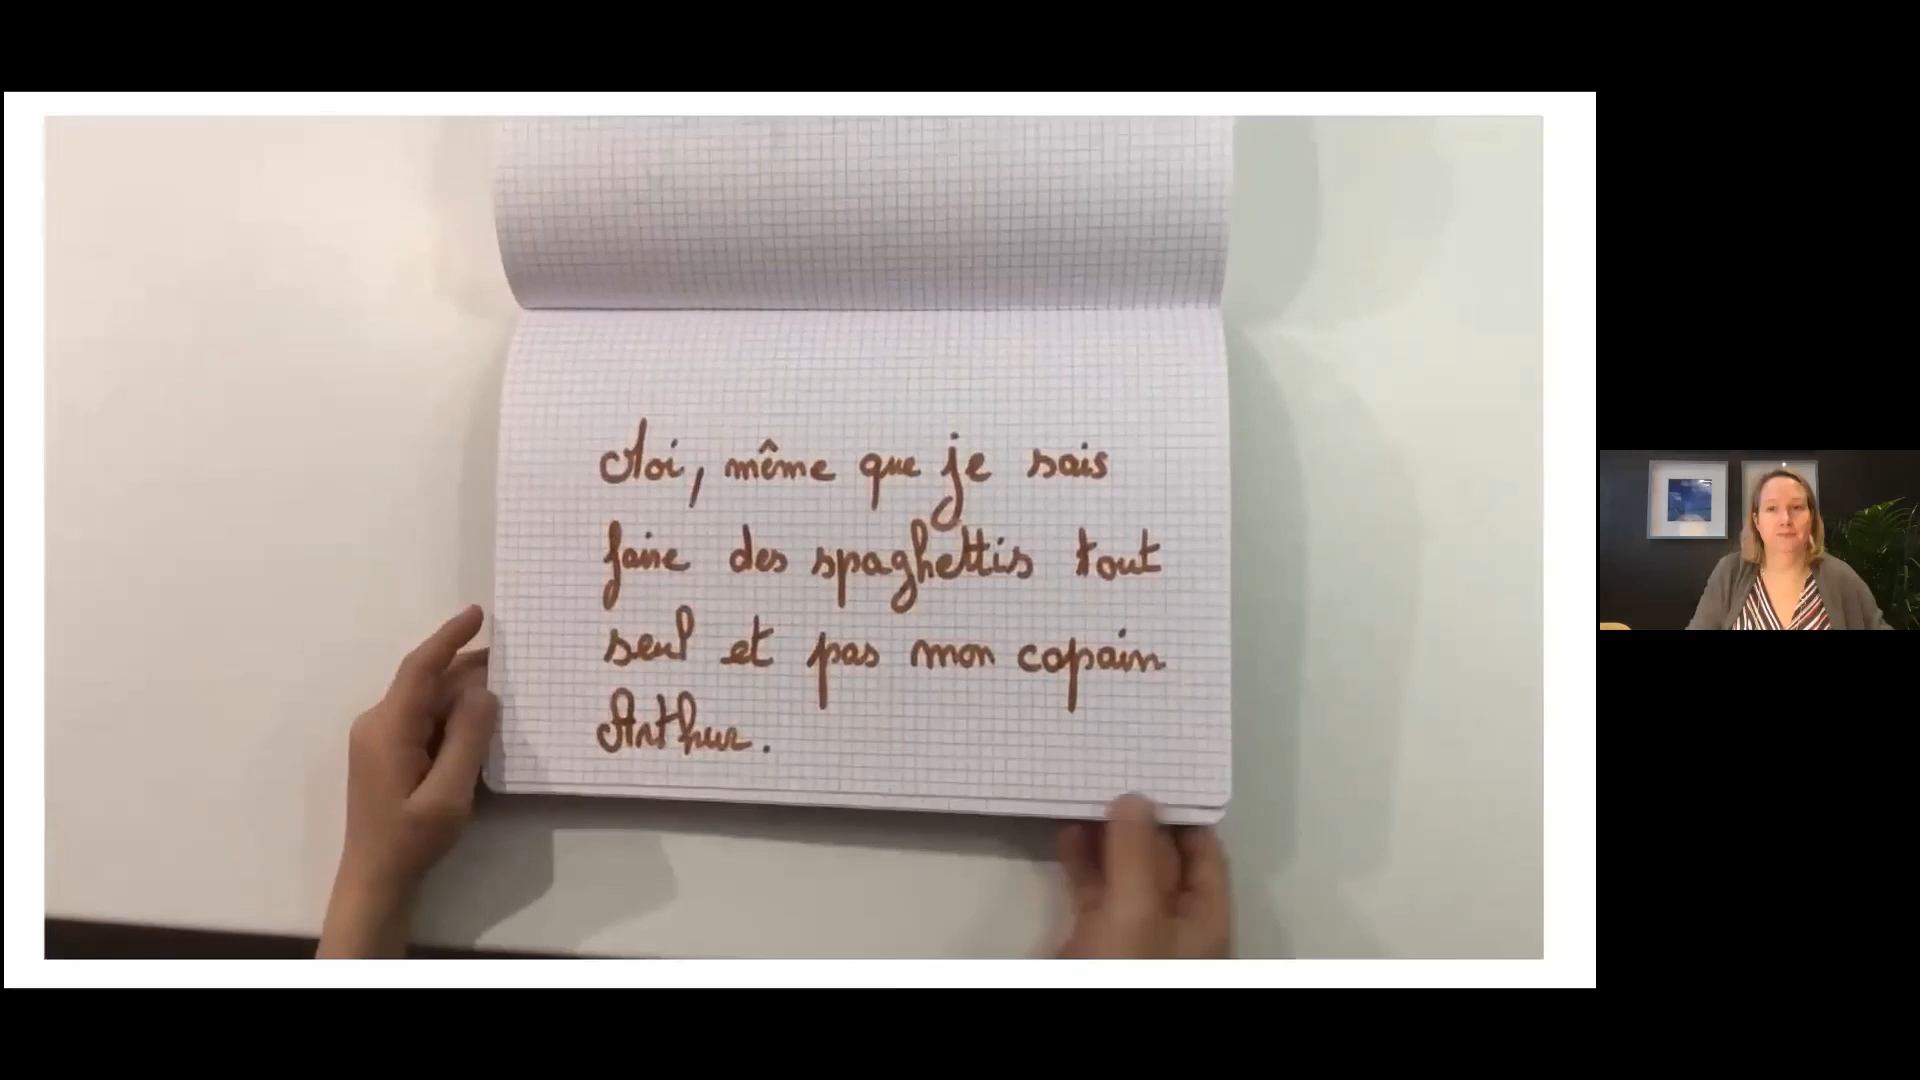 Moi, même que je sais
faire des spaghettis tout
seul et pas mon copain
Arthur.